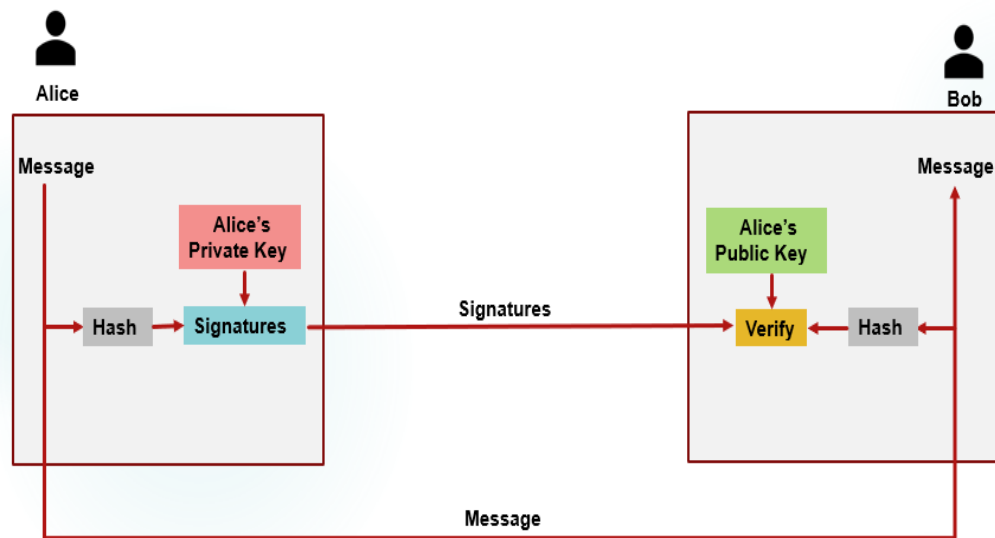 Alice
Bob
Message
Message
Alice's
Private Key
Alice's
Public Key
Signatures
Hash
Signatures
Verify
Hash
Message